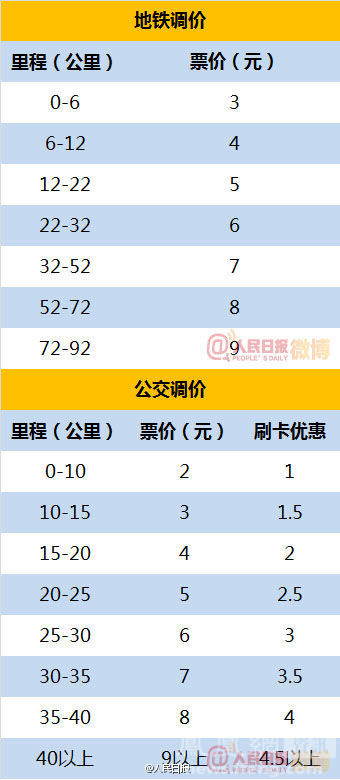 地铁调价
里程（公里） 票价（元）
0-6 3
6-12 4
12-22 5
22-32 6
32-52 7
52-72 8
72-92 9
@人民日报 微博
PEOPLE'S DAILY
公交调价
里程（公里） 票价（元） 刷卡优惠
0-10 2 1
10-15 3 1.5
15-20 4 2
20-25 5 2.5
25-30 6 3
30-35 7 3.5
35-40 8 4
40以上 9以上 4.5以上
@人民日报